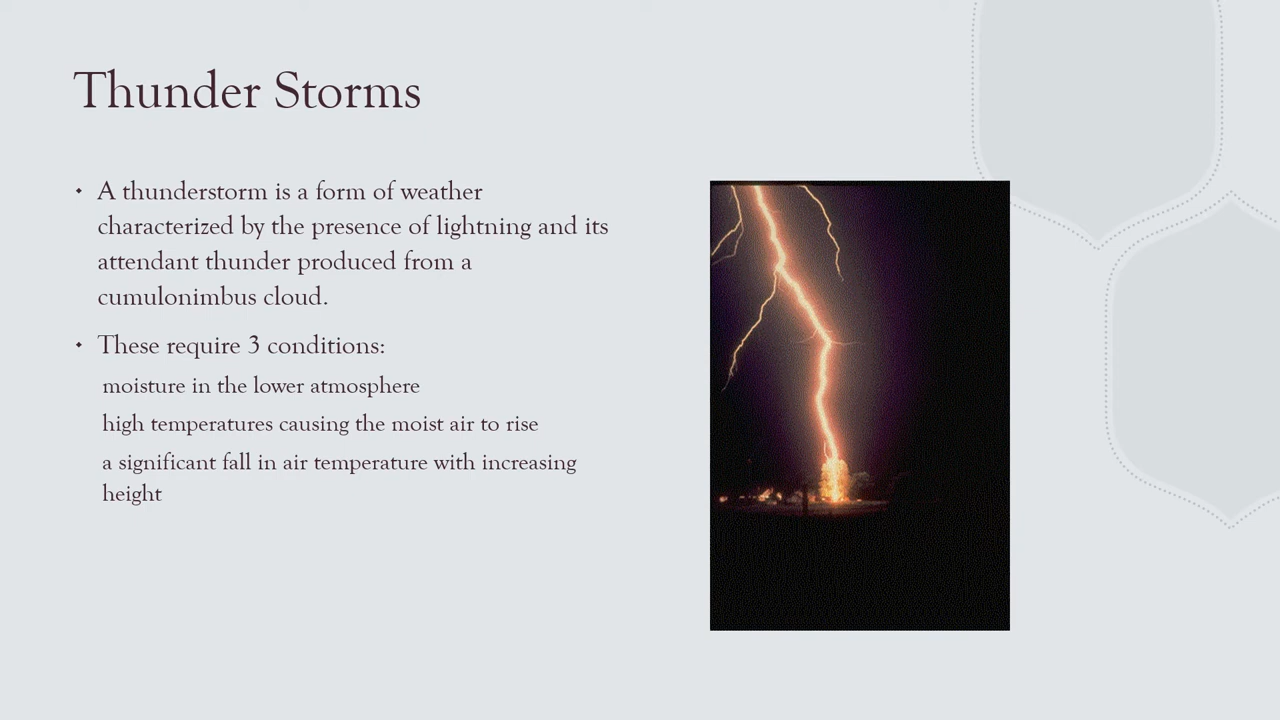 Thunder Storms
A thunderstorm is a form of weather
characterized by the presence of lightning and its
attendant thunder produced from a
cumulonimbus cloud.
These require 3 conditions:
moisture in the lower atmosphere
high temperatures causing the moist air to rise
a significant fall in air temperature with increasing
height